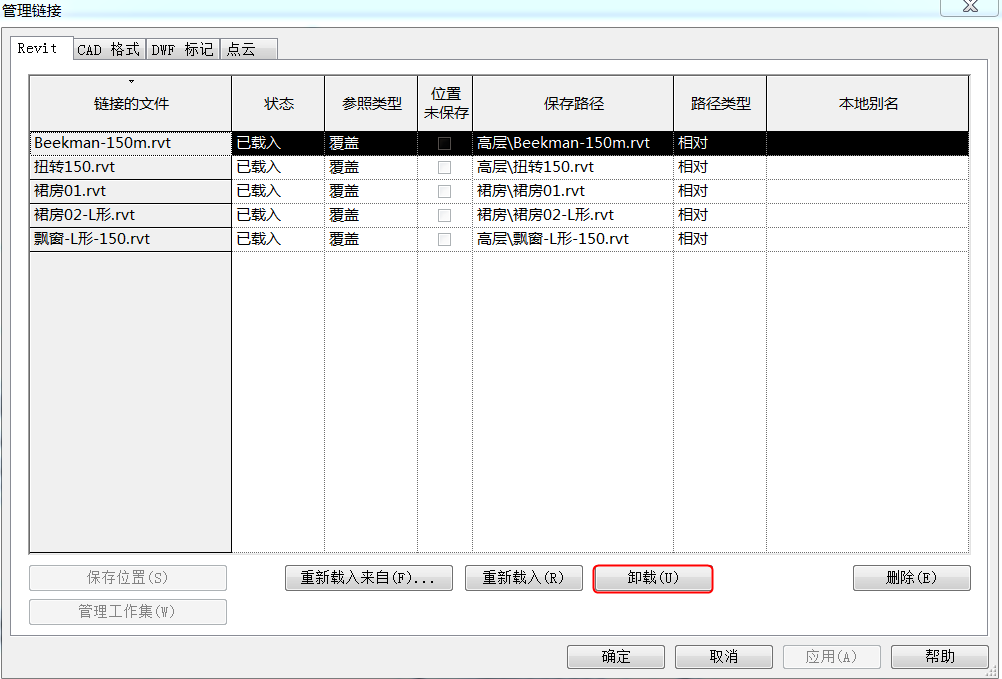 管理链接
Revit CAD 格式 DWF 标记 点云
链接的文件 状态 参照类型 位置未保存 保存路径 路径类型 本地别名
Beekman-150m.rvt 已载入 覆盖 高层\Beekman-150m.rvt 相对
扭转150.rvt 已载入 覆盖 高层\扭转150.rvt 相对
裙房01.rvt 已载入 覆盖 裙房\裙房01.rvt 相对
裙房02-L形.rvt 已载入 覆盖 裙房\裙房02-L形.rvt 相对
飘窗-L形-150.rvt 已载入 覆盖 高层\飘窗-L形-150.rvt 相对
保存位置(S) 重新载入来自(F)... 重新载入(R) 卸载(U) 删除(E)
管理工作集(W)
确定 取消 应用(A) 帮助